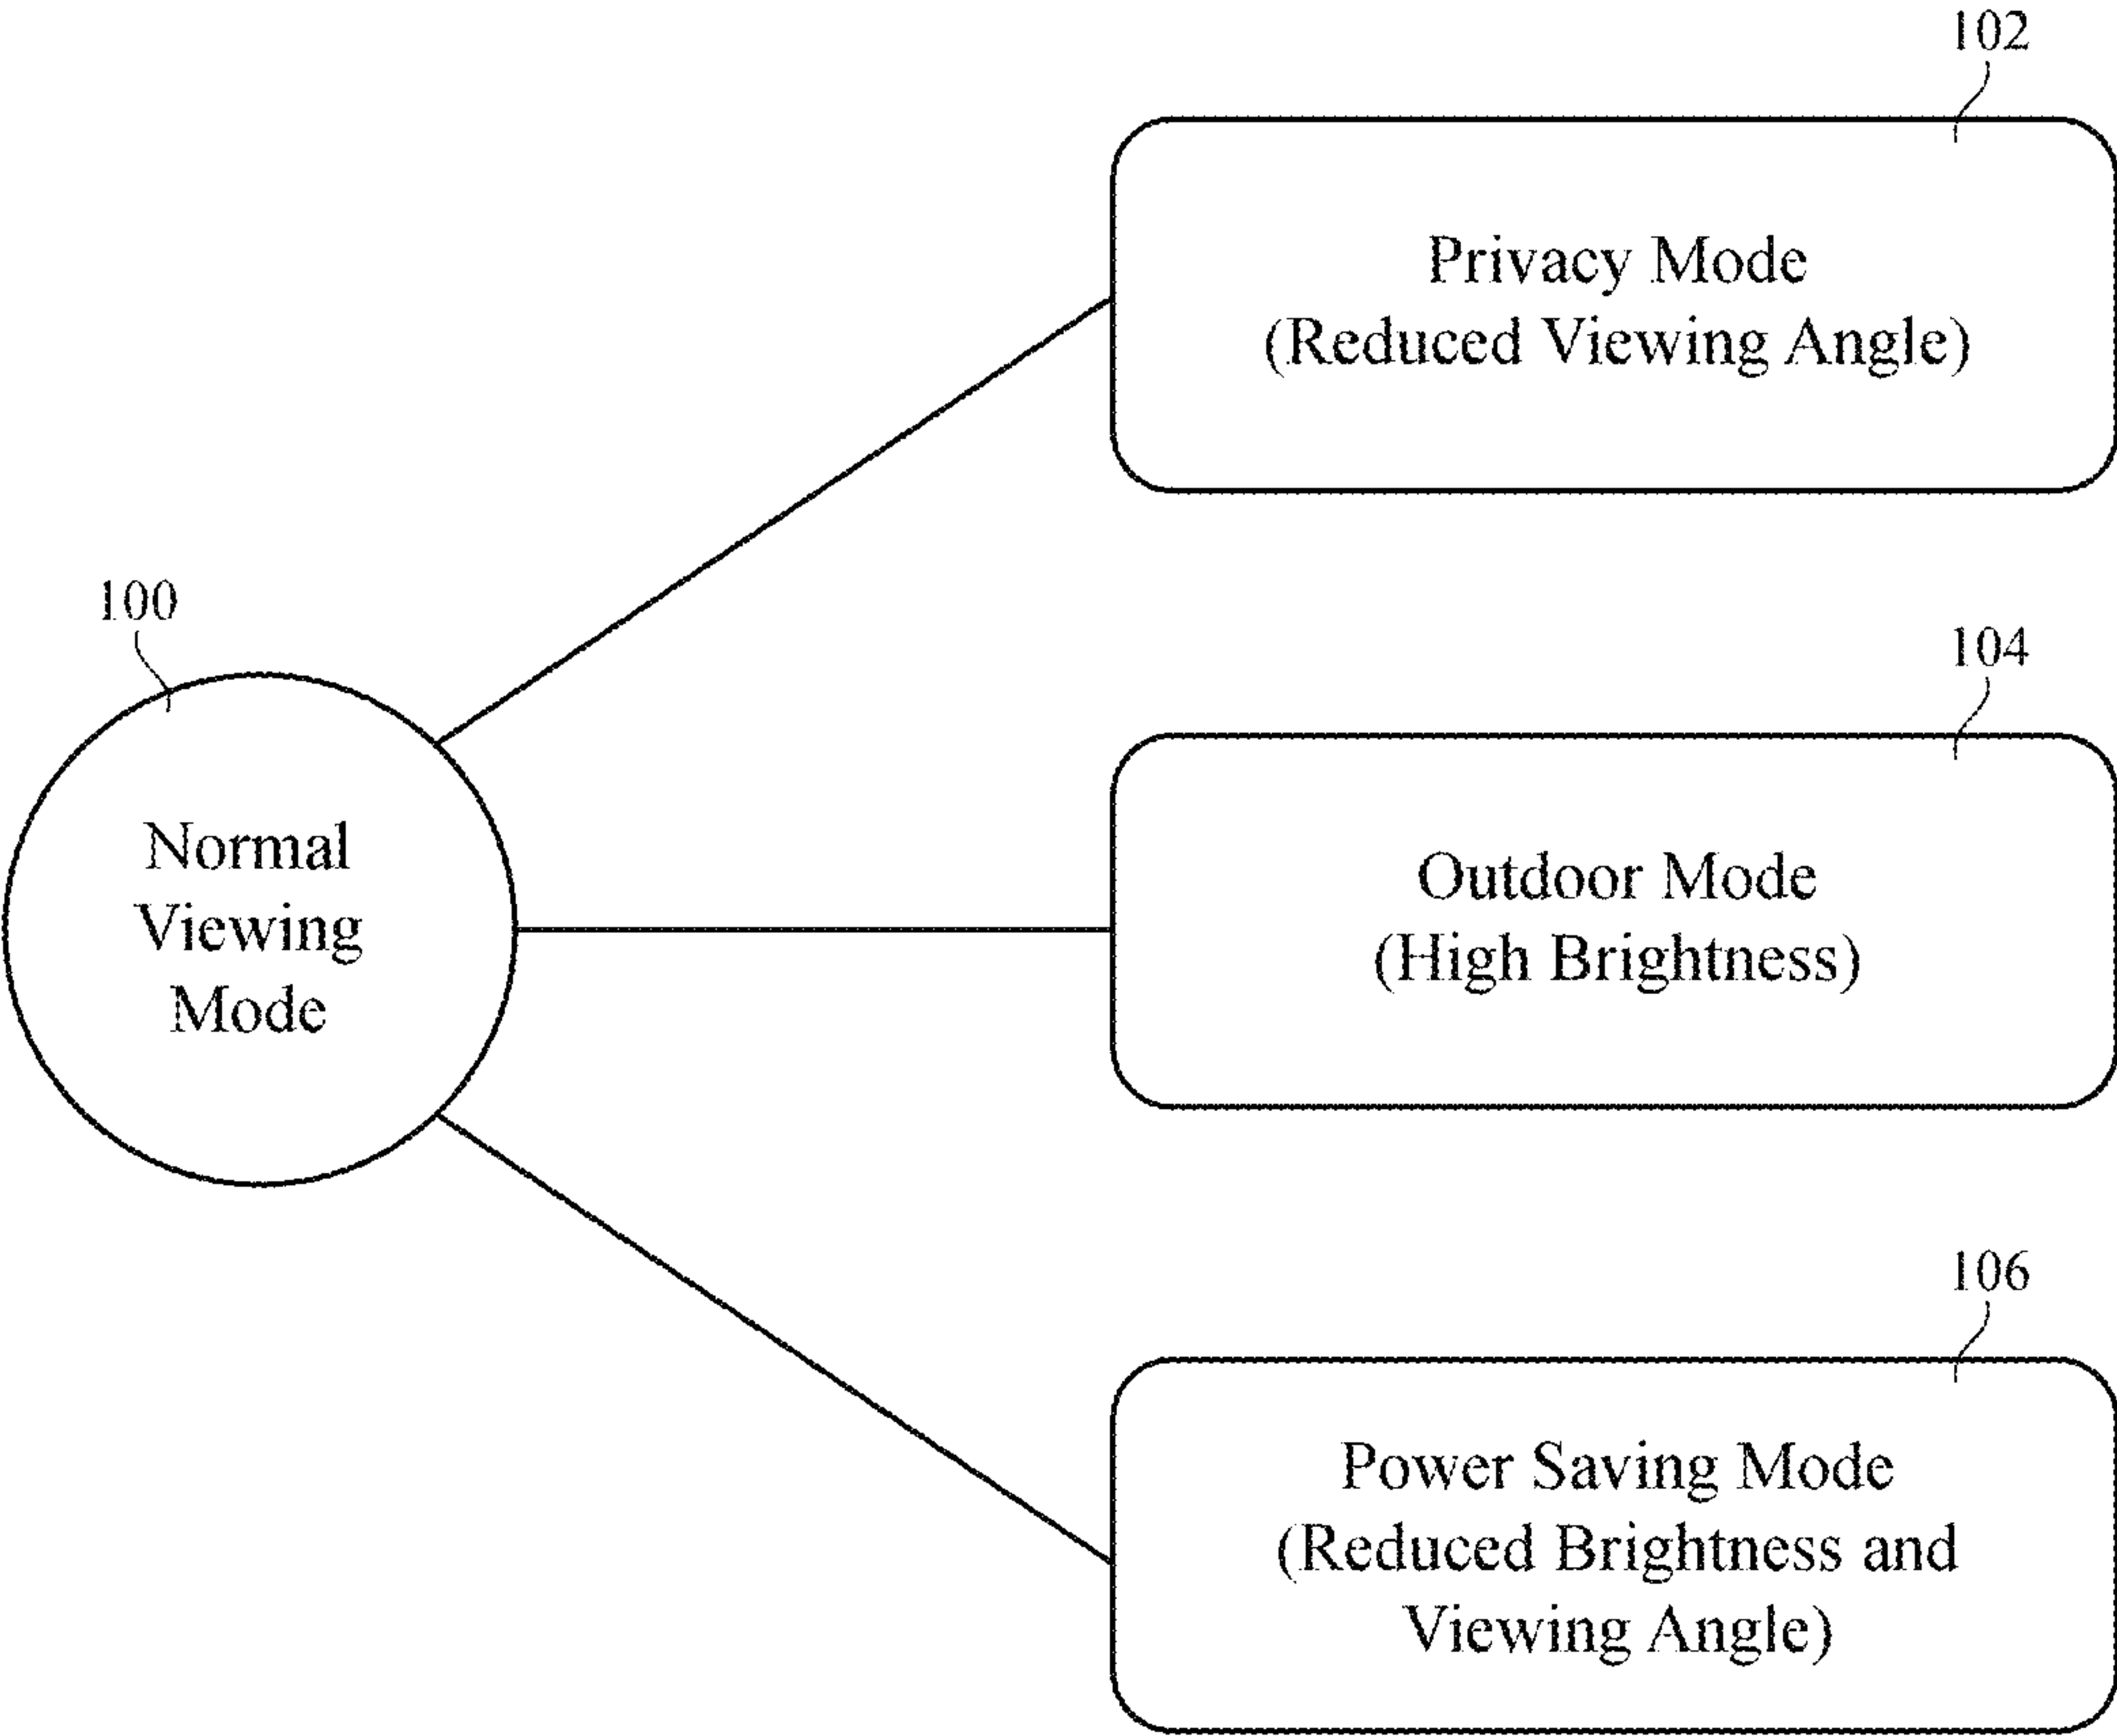 102
Privacy Mode
(Reduced Viewing Angle)
100
Normal
Viewing
Mode
104
Outdoor Mode
(High Brightness)
106
Power Saving Mode
(Reduced Brightness and
Viewing Angle)